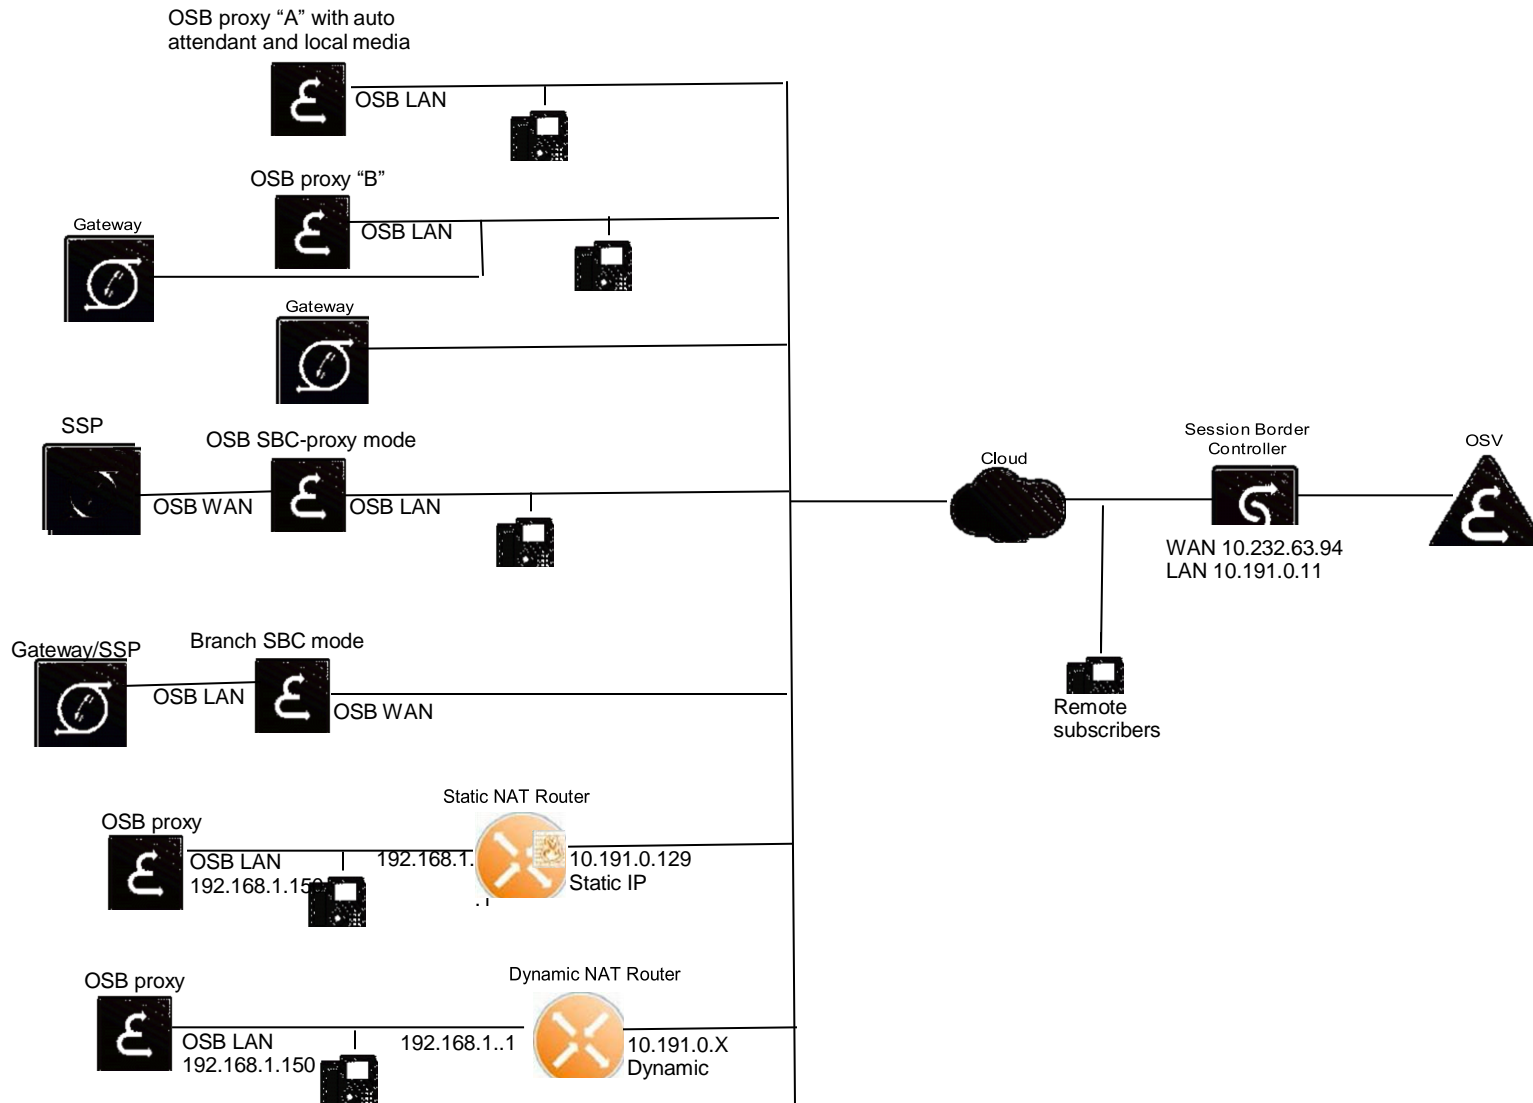 OSB proxy “A” with auto
attendant and local media
OSB LAN
OSB proxy “B”
OSB LAN
Gateway
Gateway
SSP
OSB SBC-proxy mode
OSB WAN
OSB LAN
Cloud
Session Border
Controller
OSV
WAN 10.232.63.94
LAN 10.191.0.11
Gateway/SSP
Branch SBC mode
OSB LAN
OSB WAN
Remote
subscribers
Static NAT Router
OSB proxy
OSB LAN
192.168.1.
10.191.0.129
Static IP
Dynamic NAT Router
OSB proxy
OSB LAN
192.168.1.150
192.168.1..1
10.191.0.X
Dynamic